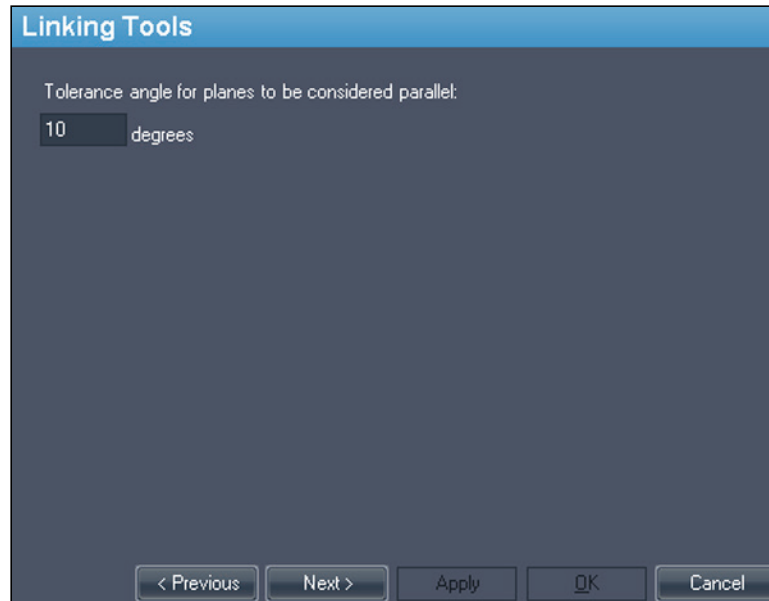 Linking Tools
Tolerance angle for planes to be considered parallel:
10 degrees
< Previous Next > Apply OK Cancel